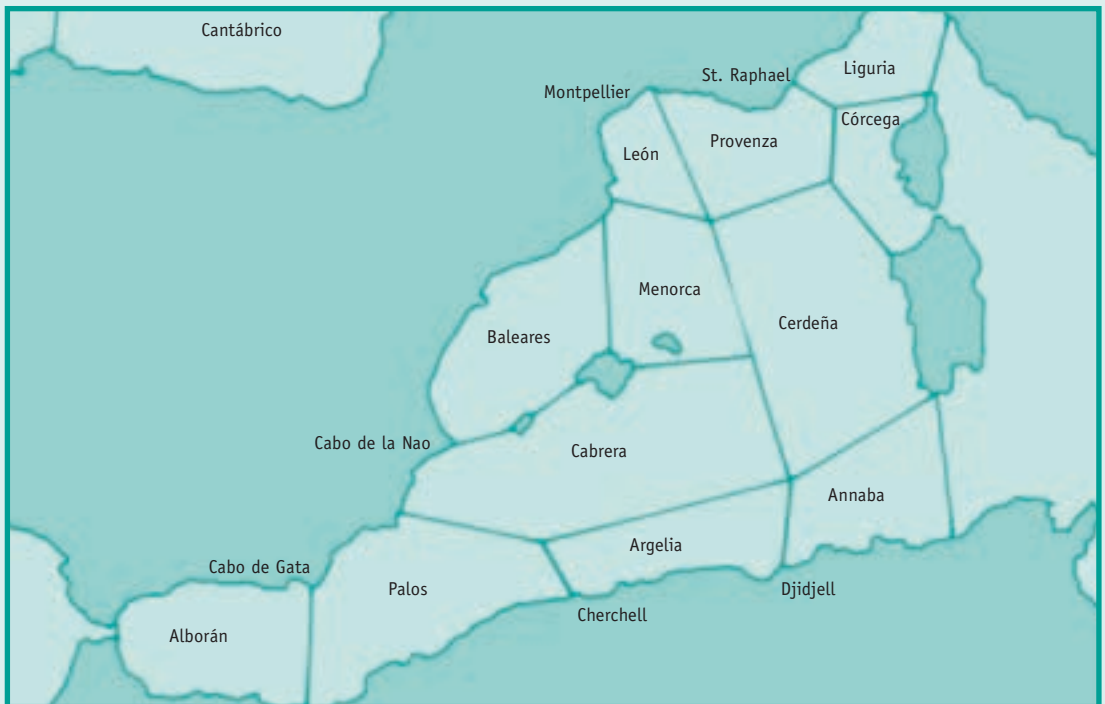 Cantábrico
Liguria
St. Raphael
Montpellier
Córcega
Provenza
León
Menorca
Cerdeña
Baleares
Cabo de la Nao
Cabrera
Annaba
Argelia
Cabo de Gata
Palos
Djidjell
Cherchell
Alborán